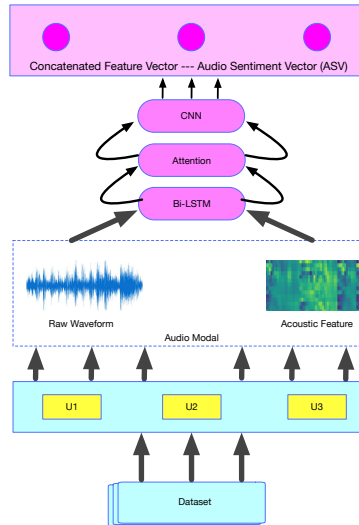 Concatenated Feature Vector --- Audio Sentiment Vector (ASV)
CNN
Attention
Bi-LSTM
Raw Waveform
Acoustic Feature
Audio Modal
U1
U2
U3
Dataset